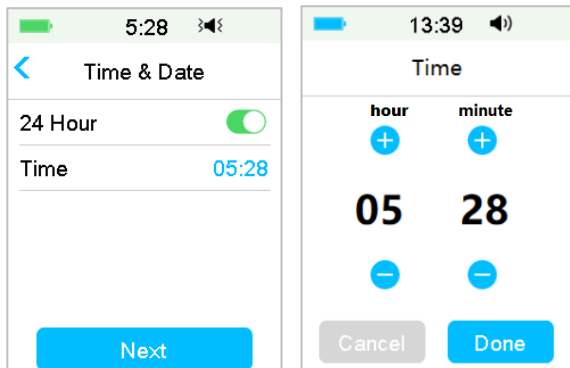 5:28
Time & Date
24 Hour
Time 05:28
Next
13:39
Time
hour minute
05 28
Cancel Done